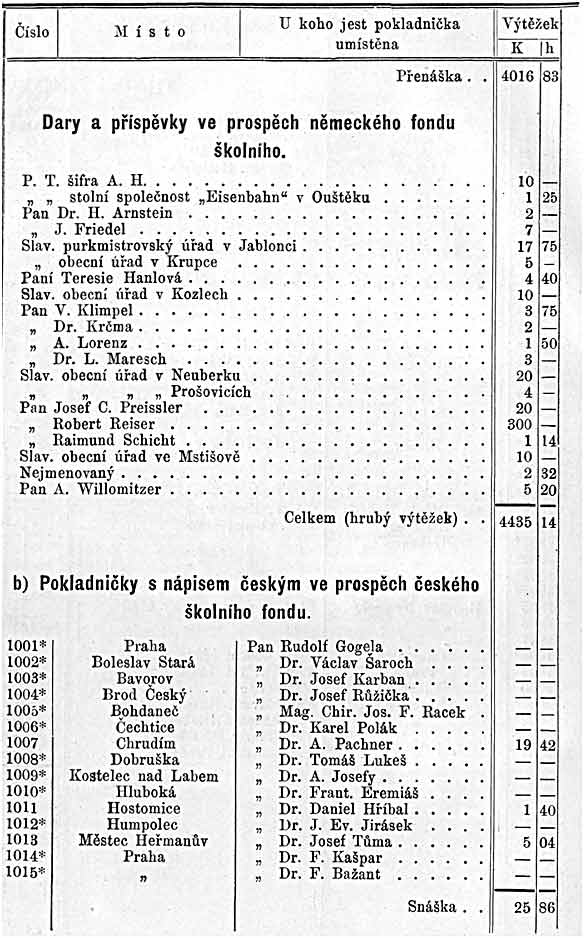 Číslo | Místo | U koho jest pokladnička umístěna | Výtěžek K | h
Přenáška . . 4016 83
Dary a příspěvky ve prospěch německého fondu
školního.
P. T. šifra A. H. . . . 10 —
„ „ stolní společnost „Eisenbahn“ v Ouštěku . . . 1 25
Pan Dr. H. Arnstein . . . 2 —
„ J. Friedel . . . 7 —
Slav. purkmistrovský úřad v Jablonci . . . 17 75
„ obecní úřad v Krupce . . . 5 —
Paní Teresie Hanlová . . . 4 40
Slav. obecní úřad v Kozlech . . . 10 —
Pan V. Klimpel . . . 3 75
„ Dr. Krčma . . . 2 —
„ A. Lorenz . . . 1 50
„ Dr. L. Maresch . . . 3 —
Slav. obecní úřad v Neuberku . . . 20 —
„ „ „ „ Prošovicích . . . 4 —
Pan Josef C. Preissler . . . 20 —
„ Robert Reiser . . . 300 —
„ Raimund Schicht . . . 1 14
Slav. obecní úřad ve Mstišově . . . 10 —
Nejmenovaný . . . 2 32
Pan A. Willomitzer . . . 5 20
Celkem (hrubý výtěžek) . . 4435 14
b) Pokladničky s nápisem českým ve prospěch českého
školního fondu.
1001* Praha Pan Rudolf Gogela . . . — —
1002* Boleslav Stará „ Dr. Václav Šaroch . . . — —
1003* Bavorov „ Dr. Josef Karban . . . — —
1004* Brod Český „ Dr. Josef Růžička . . . — —
1005* Bohdaneč „ Mag. Chir. Jos. F. Racek . — —
1006* Čechtice „ Dr. Karel Polák . . . — —
1007 Chrudím „ Dr. A. Pachner . . . 19 42
1008* Dobruška „ Dr. Tomáš Lukeš . . . — —
1009* Kostelec nad Labem „ Dr. A. Josefy . . . — —
1010* Hluboká „ Dr. Frant. Eremiáš . . . — —
1011 Hostomice „ Dr. Daniel Hříbal . . . 1 40
1012* Humpolec „ Dr. J. Ev. Jirásek . . . — —
1013 Městec Heřmanův „ Dr. Josef Tůma . . . 5 04
1014* Praha „ Dr. F. Kašpar . . . — —
1015* „ „ Dr. F. Bažant . . . — —
Snáška . . 25 86